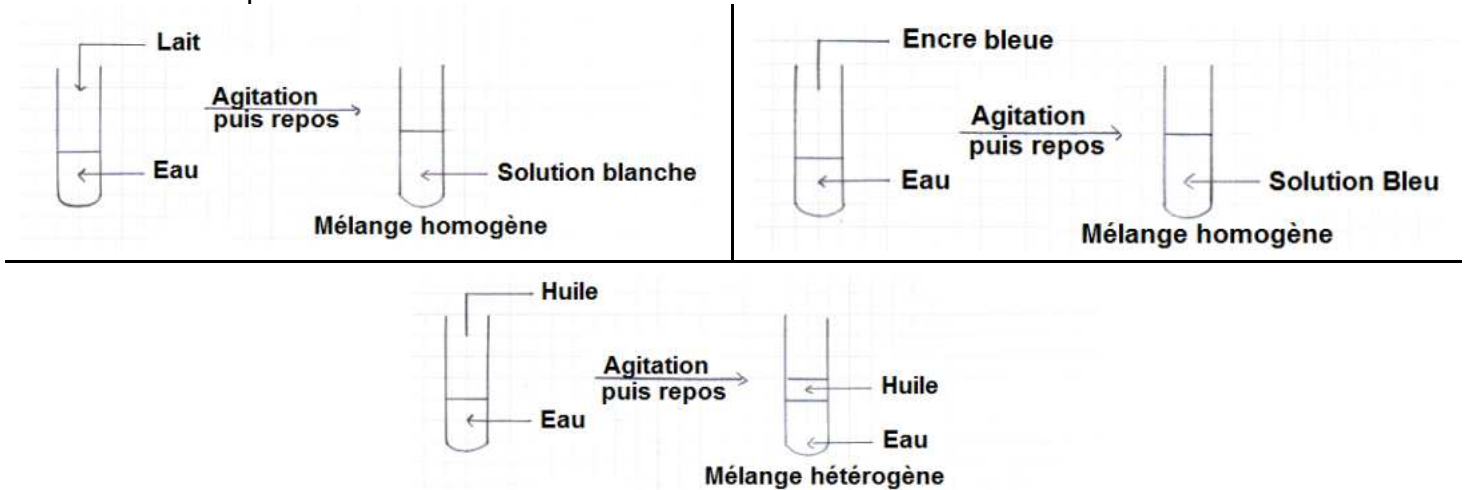 Lait
Agitation
puis repos
Eau
Solution blanche
Mélange homogène
Encre bleue
Agitation
puis repos
Eau
Solution Bleu
Mélange homogène
Huile
Agitation
puis repos
Huile
Eau
Eau
Mélange hétérogène